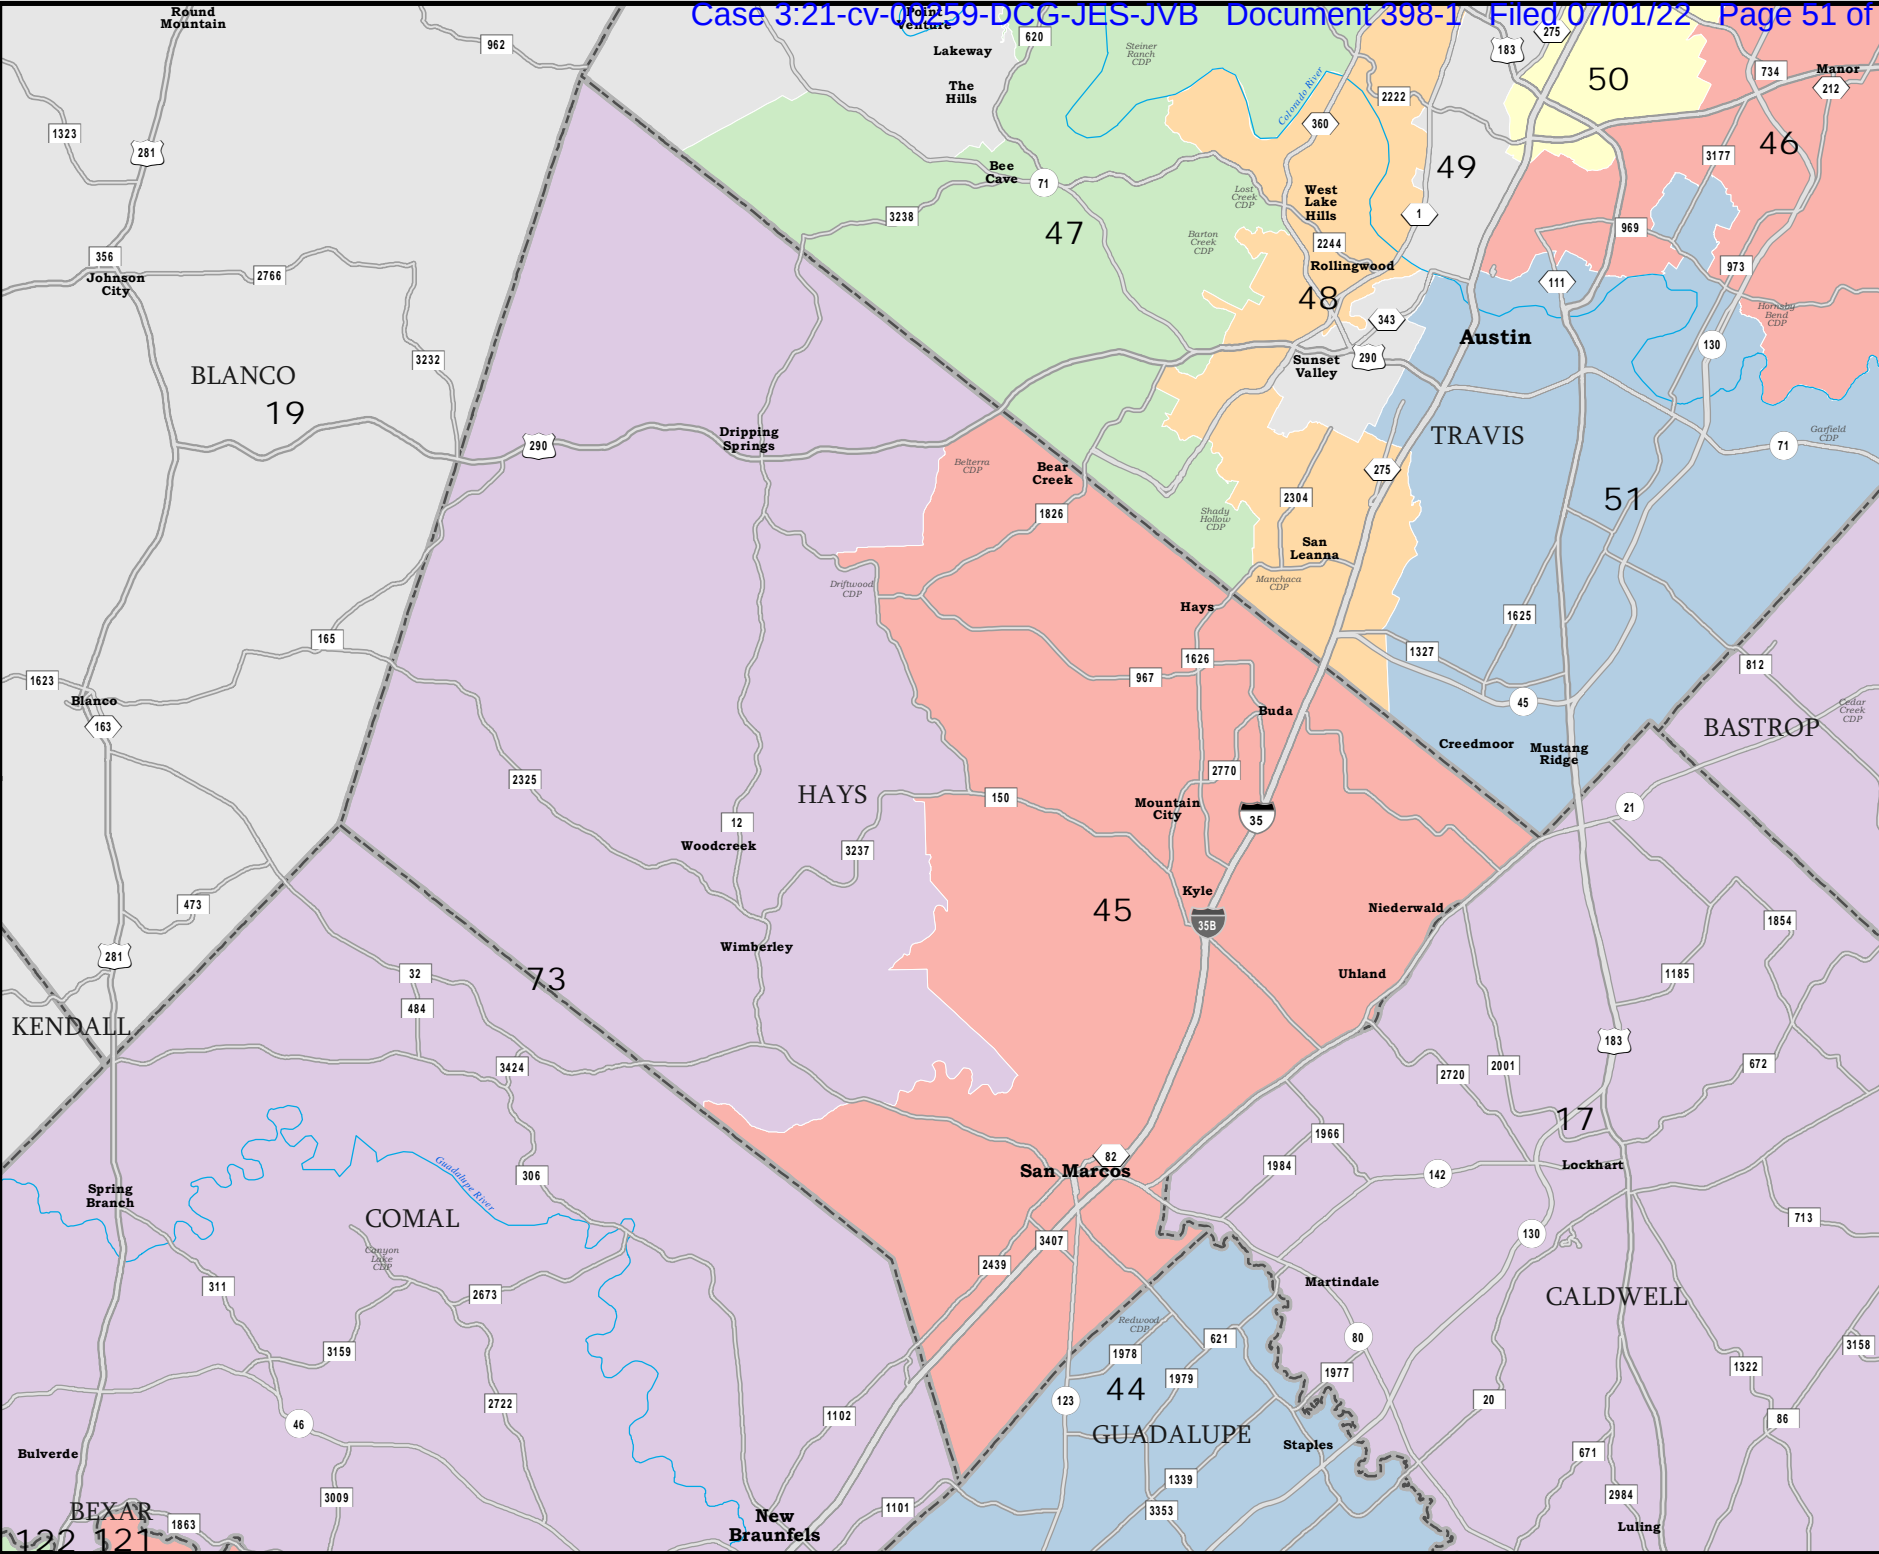 Case 3:21-cv-00259-DCG-JES-JVB Document 398-1 Filed 07/01/22 Page 51 of
Round
Mountain
962
Point
Venture
Lakeway
620
The
Hills
Steiner
Ranch
CDP
Colorado River
2222
183
275
50
734
Manor
212
1323
281
360
49
3177
46
Bee
Cave
71
3238
47
Lost
Creek
CDP
West
Lake
Hills
1
Barton
Creek
CDP
2244
Rollingwood
969
973
356
Johnson
City
2766
48
111
343
Hornsby
Bend
CDP
Austin
130
3232
290
Sunset
Valley
BLANCO
19
290
Dripping
Springs
TRAVIS
Garfield
CDP
71
Belterra
CDP
Bear
Creek
275
2304
51
1826
Shady
Hollow
CDP
San
Leanna
Driftwood
CDP
Manchaca
CDP
Hays
1625
165
1327
1626
812
1623
967
Blanco
163
45
Buda
Cedar
Creek
CDP
BASTROP
Creedmoor
Mustang
Ridge
2325
2770
HAYS
150
Mountain
City
35
21
12
Woodcreek
3237
Kyle
473
45
35B
Niederwald
1854
Wimberley
281
32
73
Uhland
1185
484
KENDALL
183
3424
2720
2001
672
17
1966
82
San Marcos
1984
142
Lockhart
306
Guadalupe River
Spring
Branch
COMAL
713
Canyon
Lake
CDP
3407
130
2439
311
2673
Martindale
CALDWELL
Redwood
CDP
621
80
3159
1978
3158
1979
1977
1322
44
2722
123
20
1102
46
86
GUADALUPE
Staples
Bulverde
671
1339
3009
2984
1101
3353
BEXAR
1863
New
Braunfels
Luling
122
121